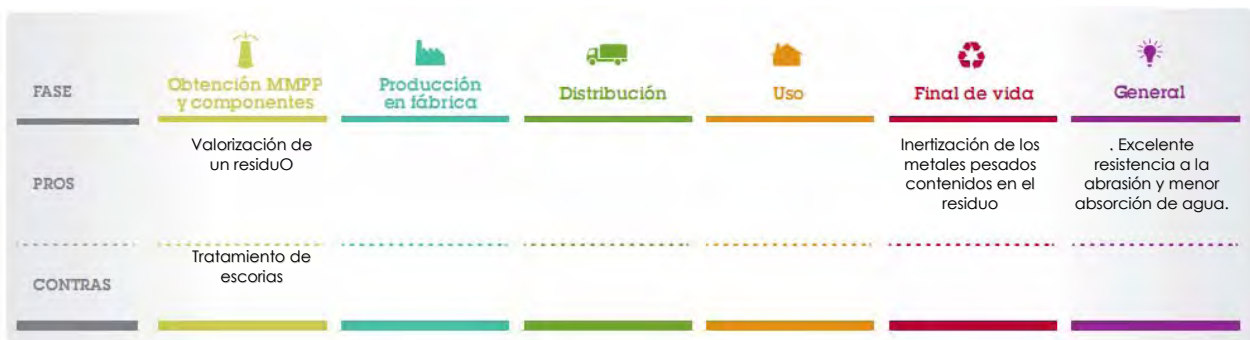 FASE
Obtención MMPP
y componentes
Producción
en fábrica
Distribución
Uso
Final de vida
General
PROS
Valorización de
un residuO
Inertización de los
metales pesados
contenidos en el
residuo
. Excelente
resistencia a la
abrasión y menor
absorción de agua.
CONTRAS
Tratamiento de
escorias